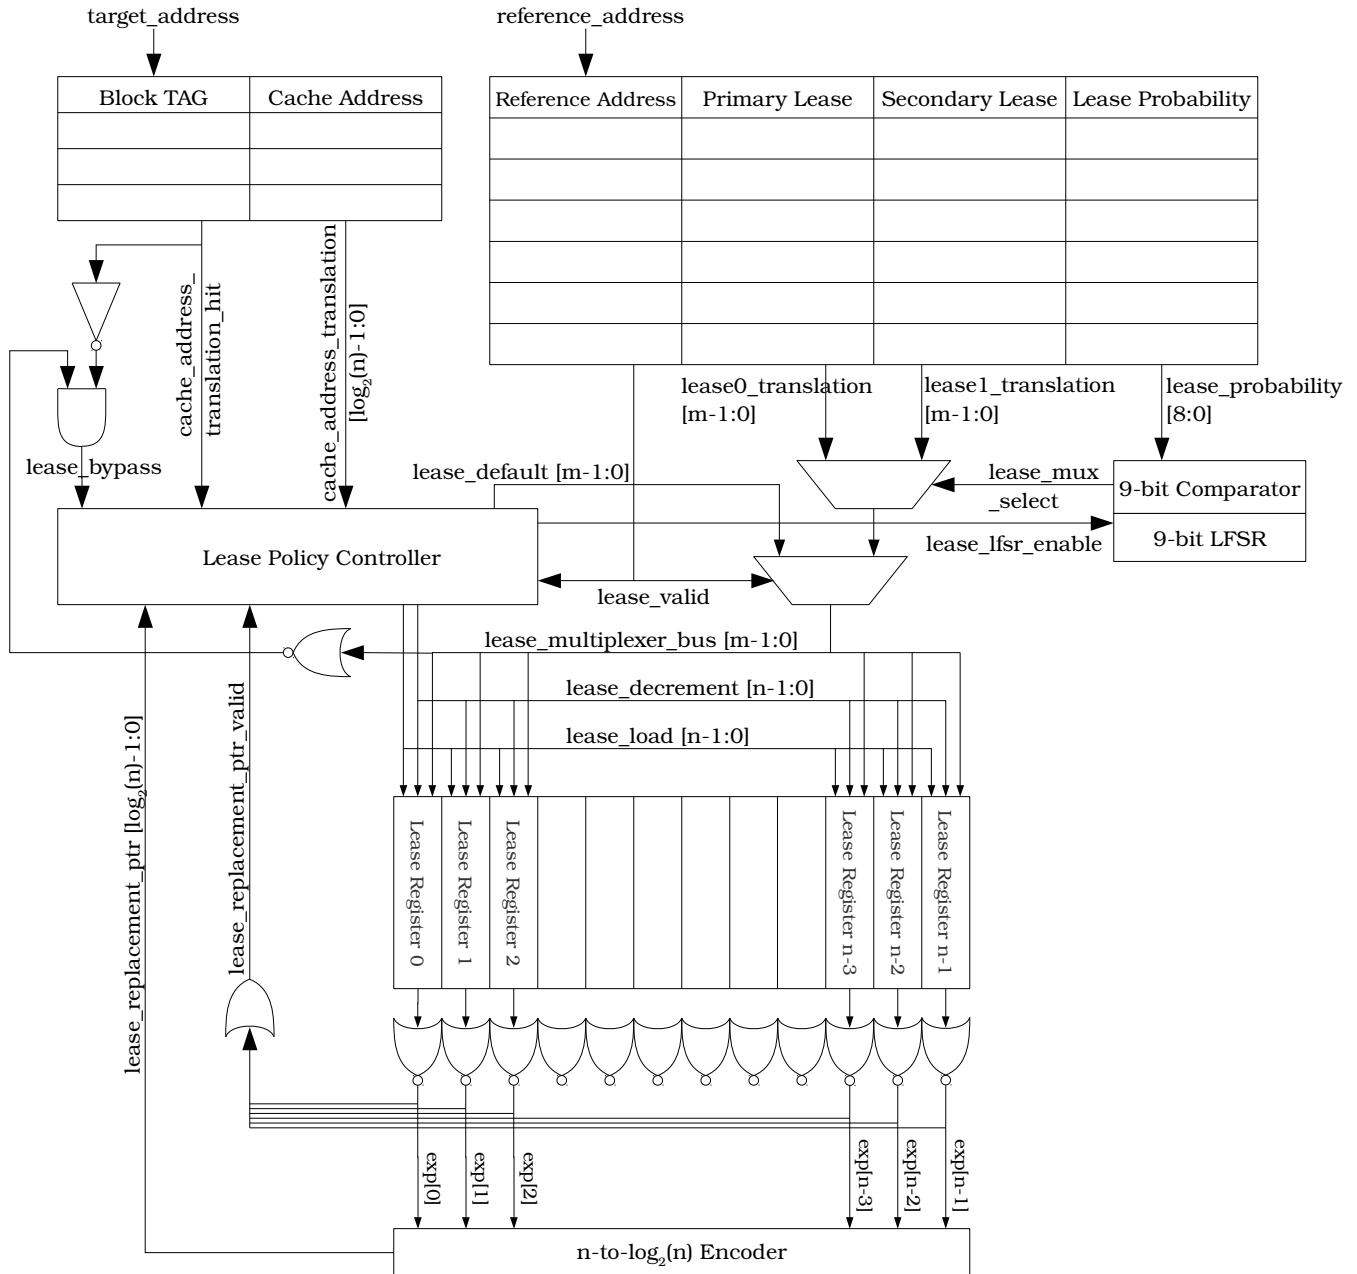 target_address
reference_address
Block TAG
Cache Address
Reference Address
Primary Lease
Secondary Lease
Lease Probability
cache_address_
translation_hit
cache_address_translation
[log₂(n)-1:0]
lease0_translation
[m-1:0]
lease1_translation
[m-1:0]
lease_probability
[8:0]
lease_bypass
lease_default [m-1:0]
lease_mux
_select
9-bit Comparator
9-bit LFSR
lease_lfsr_enable
Lease Policy Controller
lease_valid
lease_multiplexer_bus [m-1:0]
lease_decrement [n-1:0]
lease_load [n-1:0]
lease_replacement_ptr [log₂(n)-1:0]
lease_replacement_ptr_valid
Lease Register 0
Lease Register 1
Lease Register 2
Lease Register n-3
Lease Register n-2
Lease Register n-1
exp[0]
exp[1]
exp[2]
exp[n-3]
exp[n-2]
exp[n-1]
n-to-log₂(n) Encoder